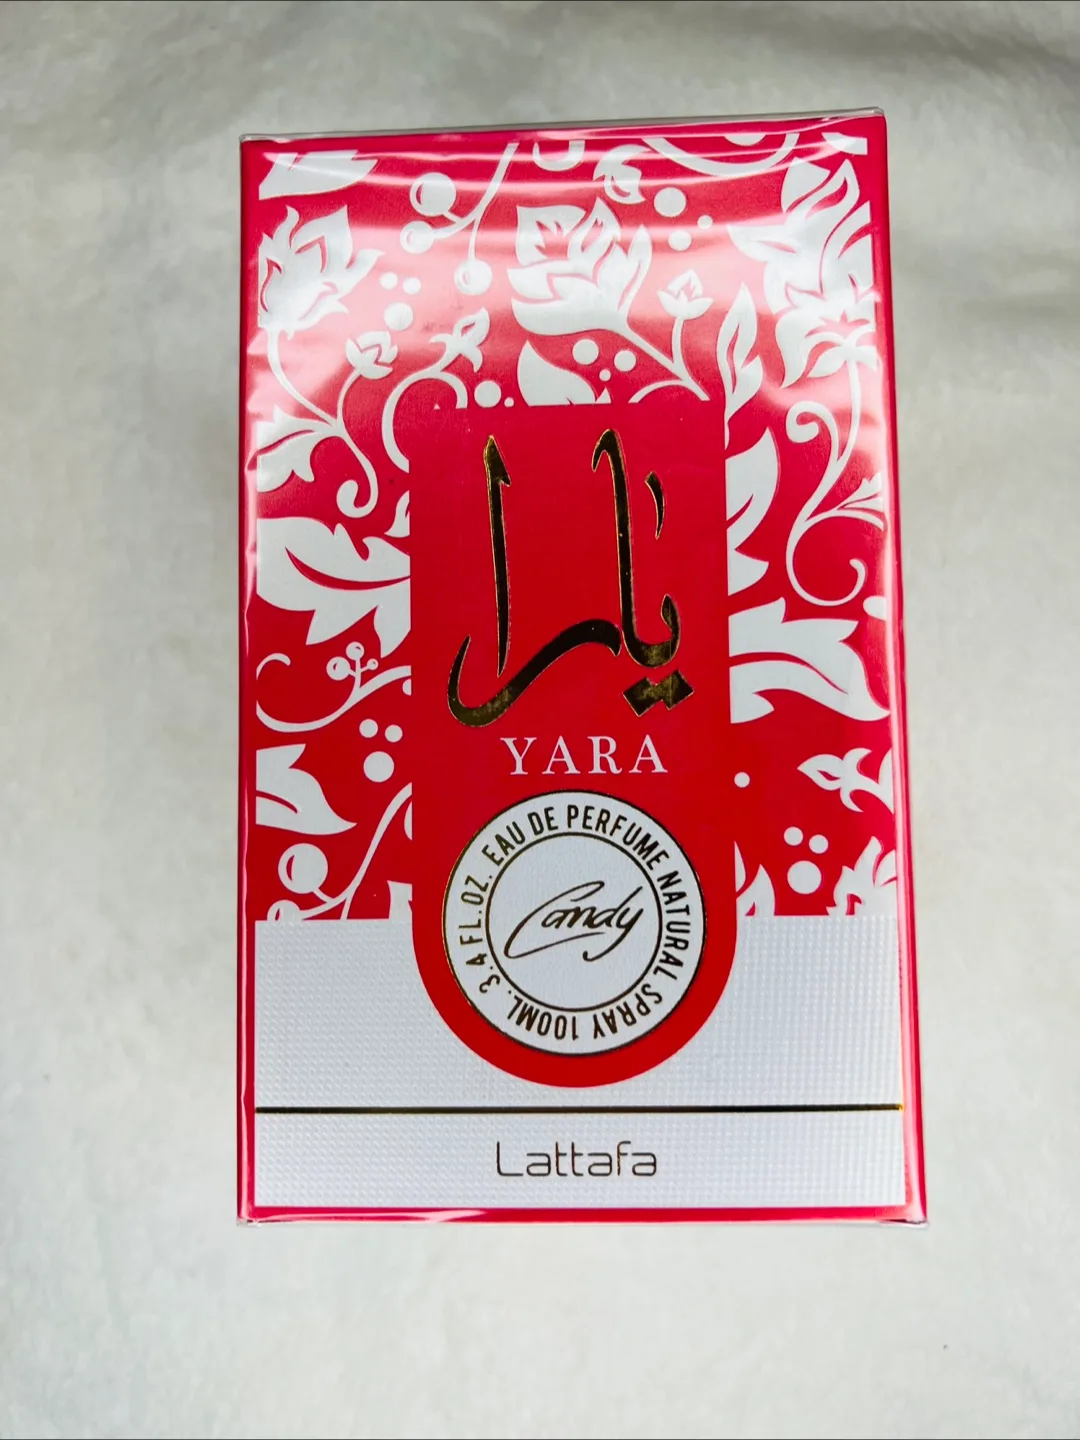 يارا
YARA
EAU DE PERFUME NATURAL SPRAY 100ML. 3.4 FL.OZ.
Candy
Lattafa